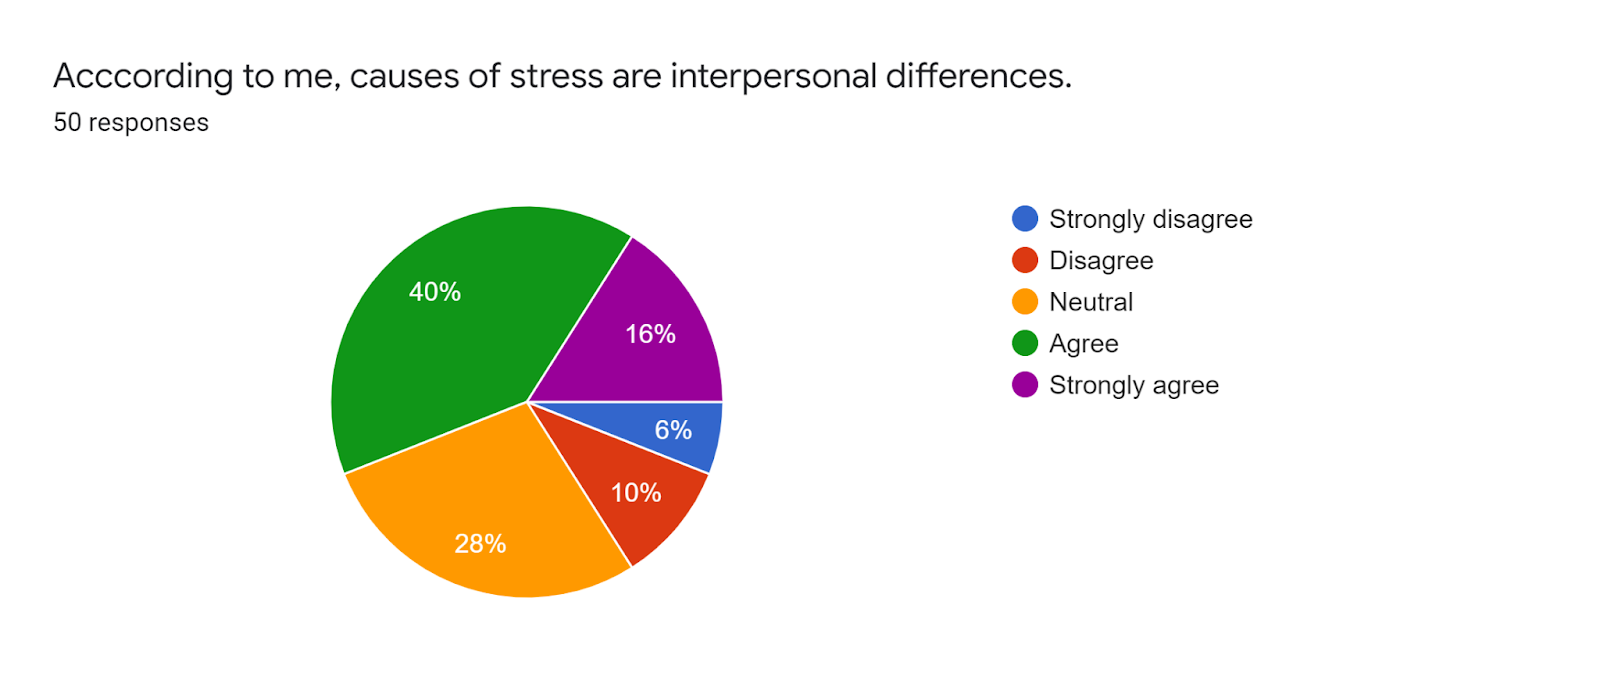 Acccording to me, causes of stress are interpersonal differences.
50 responses
40%
16%
6%
10%
28%
Strongly disagree
Disagree
Neutral
Agree
Strongly agree